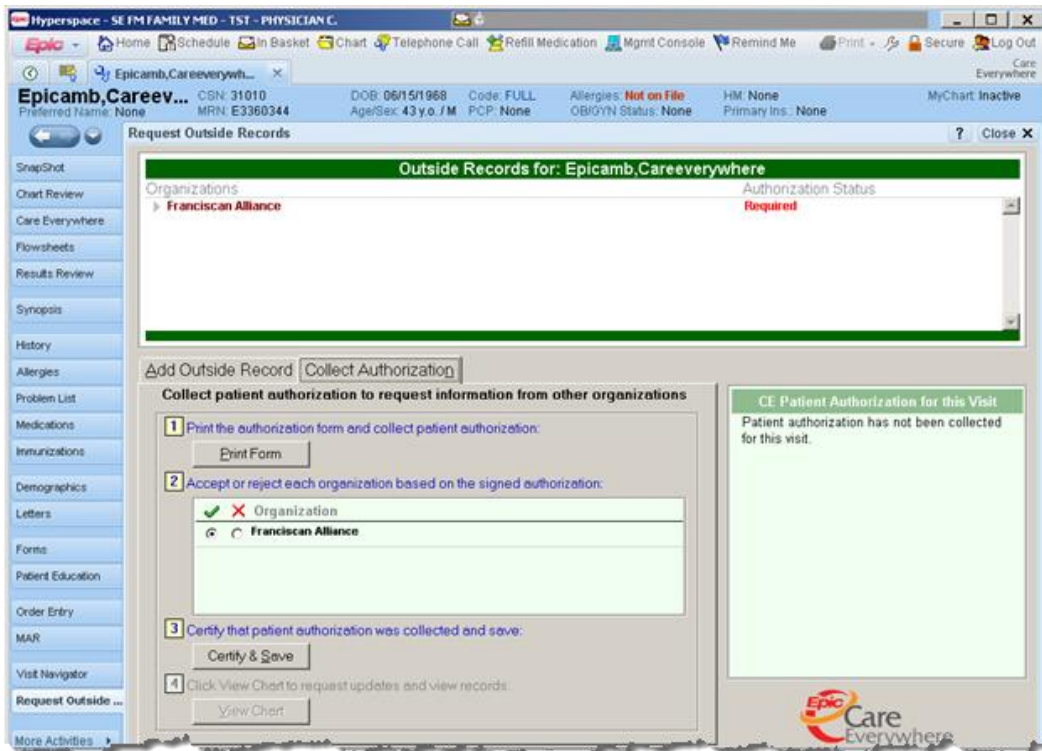 Hyperspace - SE FM FAMILY MED - TST - PHYSICIAN C.
Epic Home Schedule In Basket Chart Telephone Call Refill Medication Mgmt Console Remind Me Print Secure Log Out
Epicamb,Careeverywh... Care Everywhere
Epicamb,Careev... CSN: 31010 DOB: 06/15/1968 Code: FULL Allergies: Not on File HM: None MyChart: Inactive
Preferred Name: None MRN: E3360344 Age/Sex: 43 y.o. / M PCP: None OB/GYN Status: None Primary Ins.: None
Request Outside Records ? Close X
SnapShot
Chart Review
Care Everywhere
Flowsheets
Results Review
Synopsis
History
Allergies
Problem List
Medications
Immunizations
Demographics
Letters
Forms
Patient Education
Order Entry
MAR
Visit Navigator
Request Outside ...
More Activities
Outside Records for: Epicamb,Careeverywhere
Organizations Authorization Status
Franciscan Alliance Required
Add Outside Record Collect Authorization
Collect patient authorization to request information from other organizations
1 Print the authorization form and collect patient authorization:
Print Form
2 Accept or reject each organization based on the signed authorization:
Organization
Franciscan Alliance
3 Certify that patient authorization was collected and save:
Certify & Save
4 Click View Chart to request updates and view records:
View Chart
CE Patient Authorization for this Visit
Patient authorization has not been collected
for this visit.
Epic
Care
Everywhere